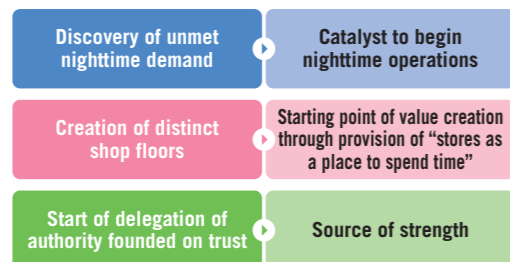 Discovery of unmet
nighttime demand
Catalyst to begin
nighttime operations
Creation of distinct
shop floors
Starting point of value creation
through provision of “stores as
a place to spend time”
Start of delegation of
authority founded on trust
Source of strength